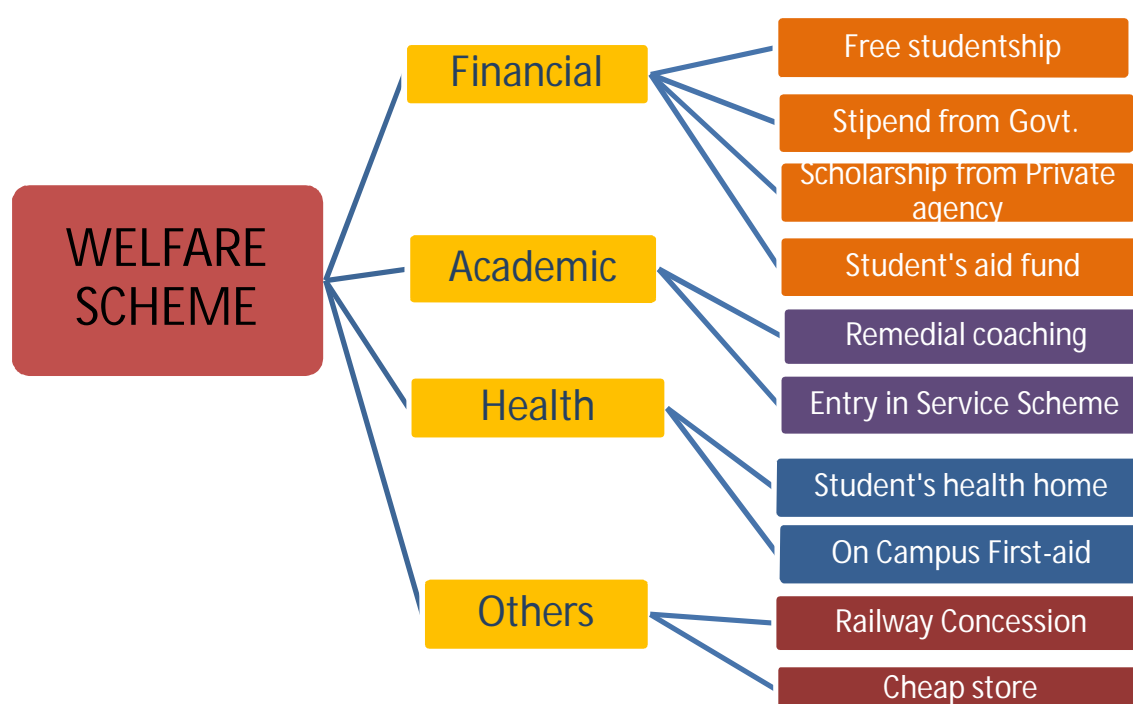 WELFARE
SCHEME
Financial
Free studentship
Stipend from Govt.
Scholarship from Private
agency
Student's aid fund
Academic
Remedial coaching
Entry in Service Scheme
Health
Student's health home
On Campus First-aid
Others
Railway Concession
Cheap store